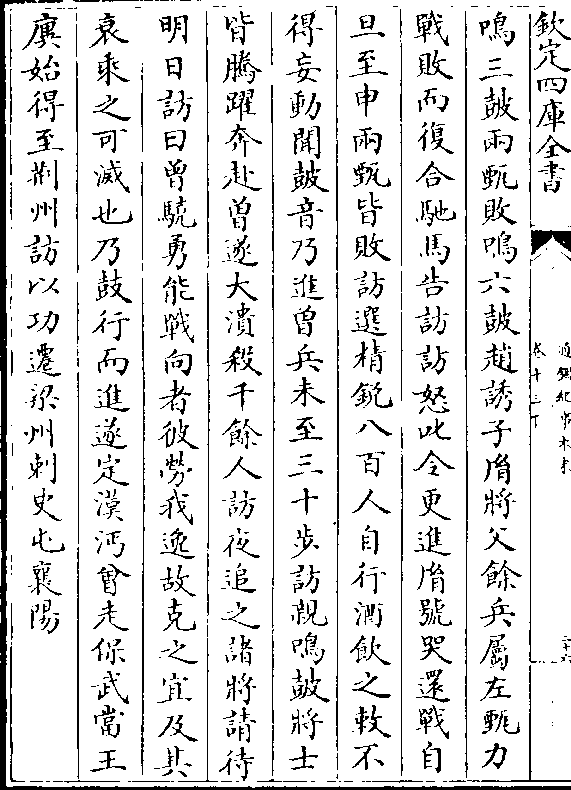 欽定四庫全書
通鑑紀事本末
卷十三下
鳴三鼓兩甄敗鳴六鼓趙誘子𦙍將父餘兵屬左甄力
戰敗而復合馳馬告訪訪怒叱令更進𦙍號哭還戰自
旦至申兩甄皆敗訪選精銳八百人自行酒飲之敕不
得妄動聞鼓音乃進曾兵未至三十步訪親鳴鼓將士
皆騰躍奔赴曾遂大潰殺千餘人訪夜追之諸將請待
明日訪曰曾驍勇能戰向者彼勞我逸故克之宜及其
衰乘之可滅也乃鼓行而進遂定漢沔曾走保武當王
廙始得至荆州訪以功遷梁州刺史屯襄陽